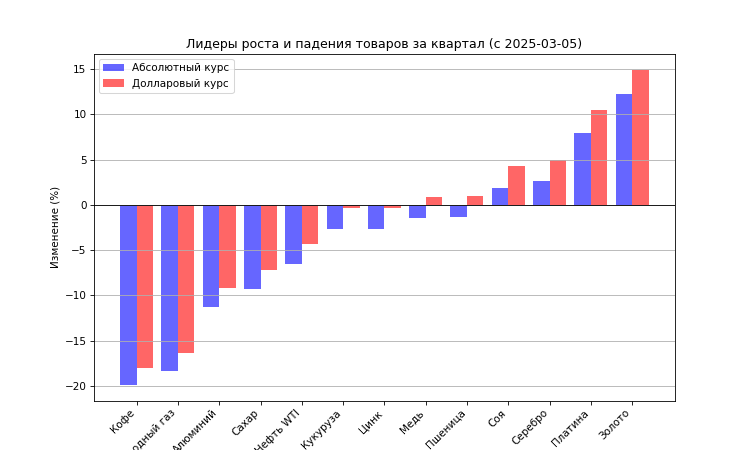 Лидеры роста и падения товаров за квартал (с 2025-03-05)
Абсолютный курс
Долларовый курс
Изменение (%)
15
10
5
0
−5
−10
−15
−20
Кофе
одный газ
Алюминий
Сахар
Нефть WTI
Кукуруза
Цинк
Медь
Пшеница
Соя
Серебро
Платина
Золото